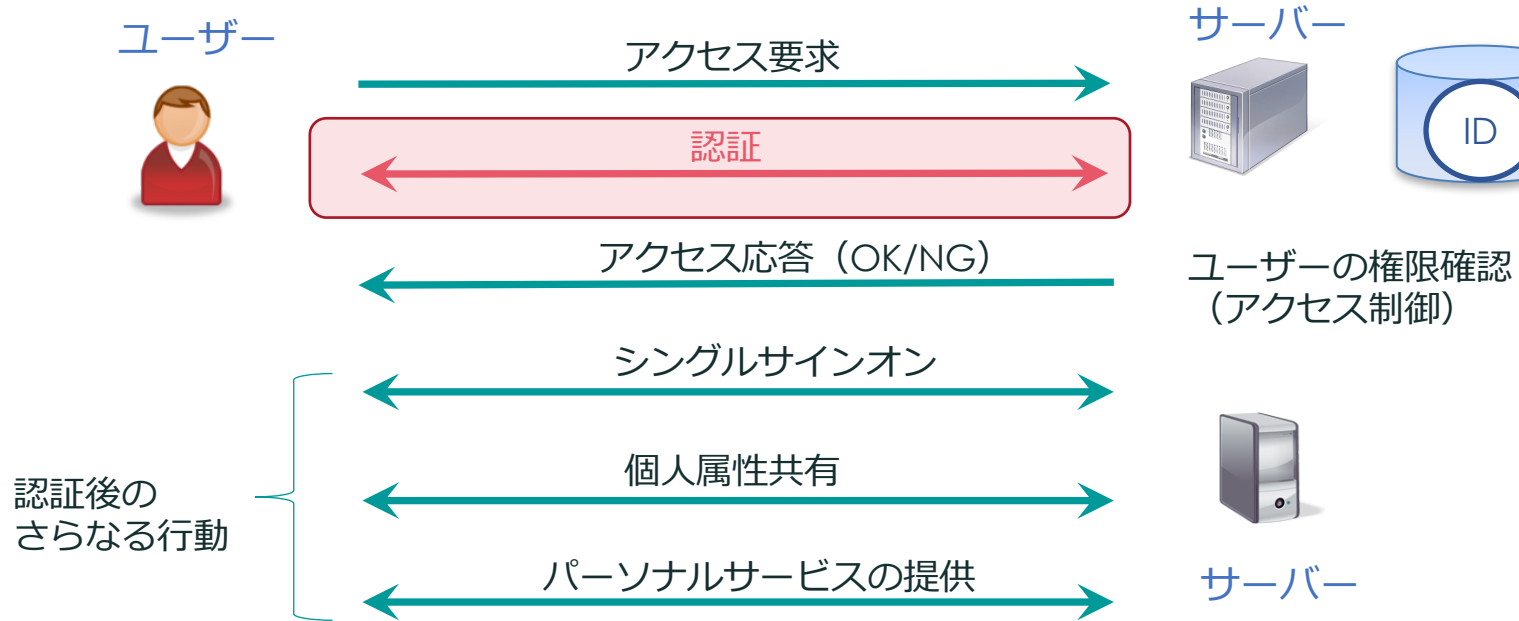 ユーザー
サーバー
アクセス要求
認証
ID
アクセス応答（OK/NG）
ユーザーの権限確認
（アクセス制御）
シングルサインオン
個人属性共有
認証後の
さらなる行動
パーソナルサービスの提供
サーバー